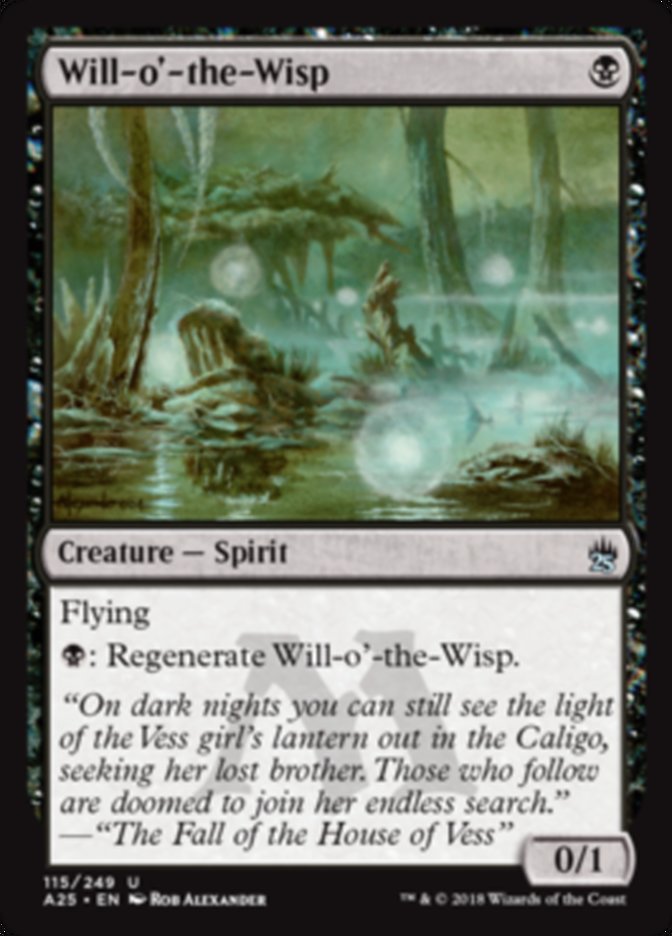 Will-o'-the-Wisp
Creature — Spirit
25
Flying
: Regenerate Will-o'-the-Wisp.
“On dark nights you can still see the light
of the Vess girl's lantern out in the Caligo,
seeking her lost brother. Those who follow
are doomed to join her endless search.”
—“The Fall of the House of Vess”
0/1
115/249 U
A25 • EN Rob Alexander
™ & © 2018 Wizards of the Coast